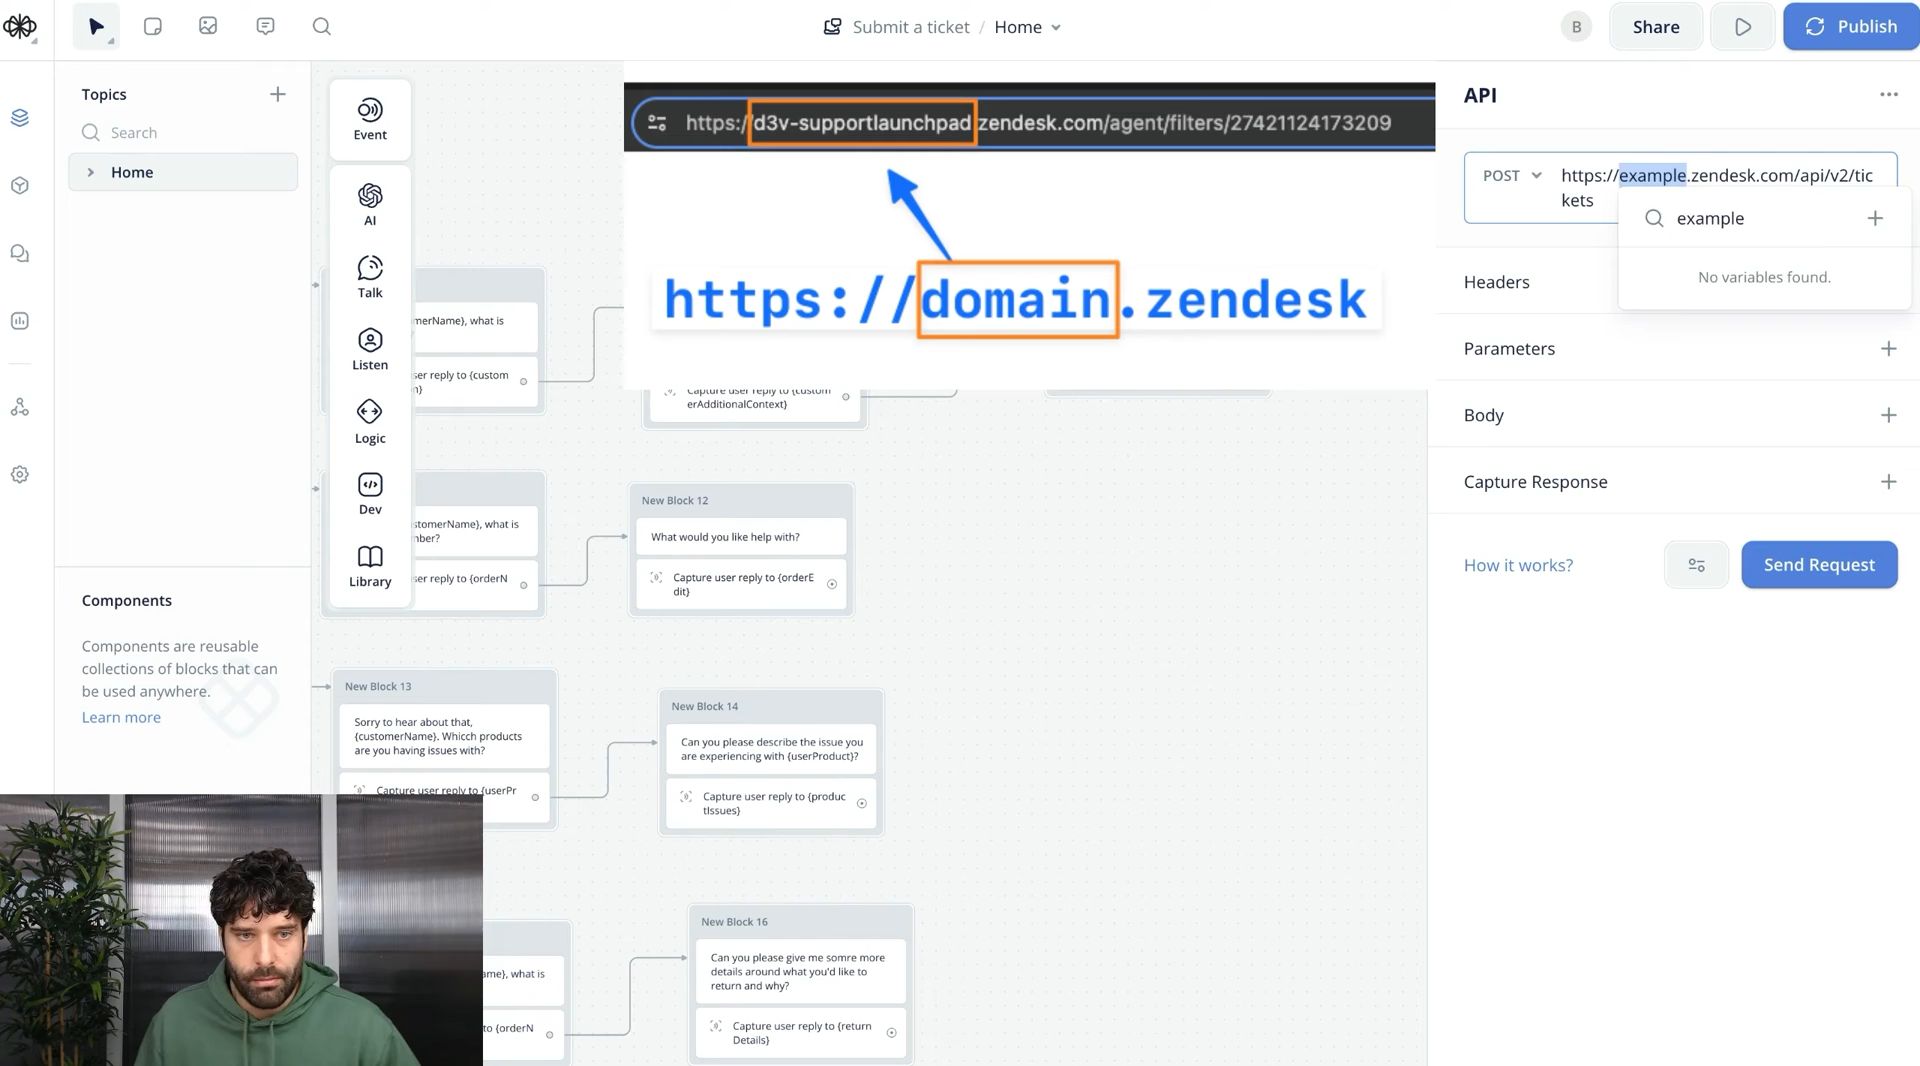 Submit a ticket / Home
B
Share
Publish
Topics
Search
Home
Event
AI
Talk
Listen
Logic
Dev
Library
Components
Components are reusable
collections of blocks that can
be used anywhere.
Learn more
https://d3v-supportlaunchpad.zendesk.com/agent/filters/27421124173209
https://domain.zendesk
merName}, what is
ser reply to {custom
n}
Capture user reply to {custom
erAdditionalContext}
stomerName}, what is
nber?
ser reply to {orderN
New Block 12
What would you like help with?
Capture user reply to {orderE
dit}
New Block 13
Sorry to hear about that,
{customerName}. Whicch products
are you having issues with?
Capture user reply to {userPr
New Block 14
Can you please describe the issue you
are experiencing with {userProduct}?
Capture user reply to {produc
tIssues}
ame}, what is
to {orderN
New Block 16
Can you please give me somre more
details around what you'd like to
return and why?
Capture user reply to {return
Details}
API
POST
https://example.zendesk.com/api/v2/tic
kets
example
No variables found.
Headers
Parameters
Body
Capture Response
How it works?
Send Request